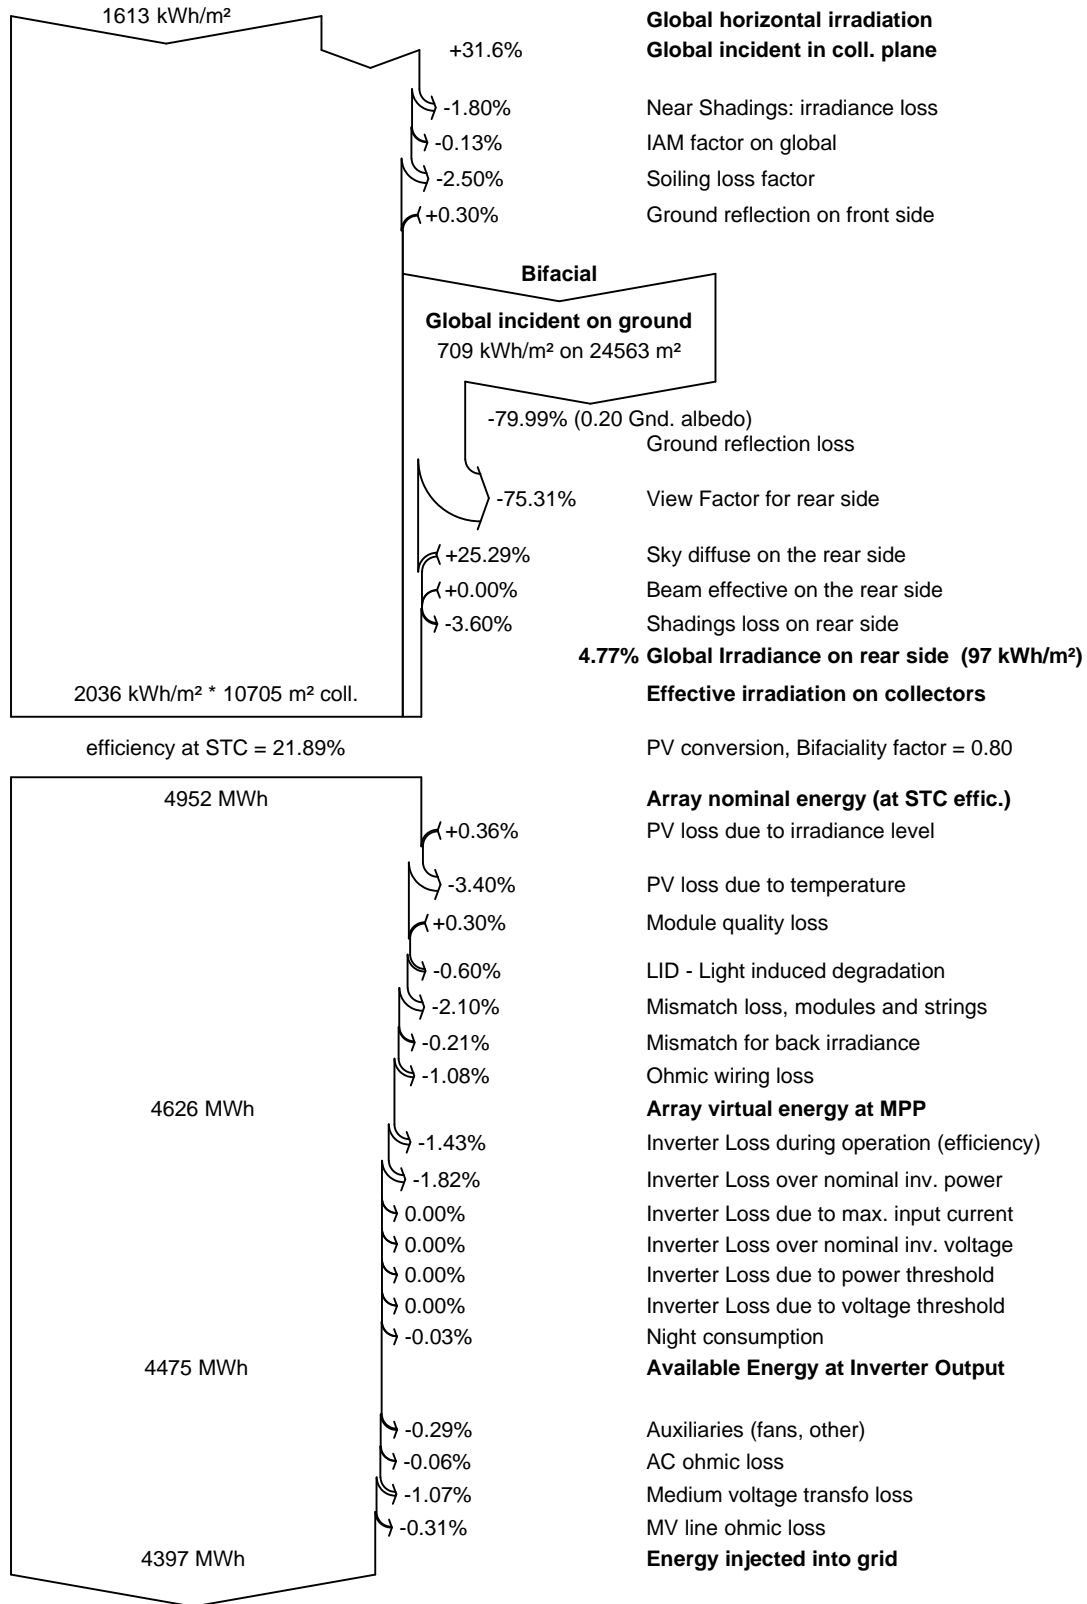 1613 kWh/m² Global horizontal irradiation
+31.6% Global incident in coll. plane
-1.80% Near Shadings: irradiance loss
-0.13% IAM factor on global
-2.50% Soiling loss factor
+0.30% Ground reflection on front side
Bifacial
Global incident on ground
709 kWh/m² on 24563 m²
-79.99% (0.20 Gnd. albedo)
Ground reflection loss
-75.31% View Factor for rear side
+25.29% Sky diffuse on the rear side
+0.00% Beam effective on the rear side
-3.60% Shadings loss on rear side
4.77% Global Irradiance on rear side (97 kWh/m²)
2036 kWh/m² * 10705 m² coll. Effective irradiation on collectors
efficiency at STC = 21.89% PV conversion, Bifaciality factor = 0.80
4952 MWh Array nominal energy (at STC effic.)
+0.36% PV loss due to irradiance level
-3.40% PV loss due to temperature
+0.30% Module quality loss
-0.60% LID - Light induced degradation
-2.10% Mismatch loss, modules and strings
-0.21% Mismatch for back irradiance
-1.08% Ohmic wiring loss
4626 MWh Array virtual energy at MPP
-1.43% Inverter Loss during operation (efficiency)
-1.82% Inverter Loss over nominal inv. power
0.00% Inverter Loss due to max. input current
0.00% Inverter Loss over nominal inv. voltage
0.00% Inverter Loss due to power threshold
0.00% Inverter Loss due to voltage threshold
-0.03% Night consumption
4475 MWh Available Energy at Inverter Output
-0.29% Auxiliaries (fans, other)
-0.06% AC ohmic loss
-1.07% Medium voltage transfo loss
-0.31% MV line ohmic loss
4397 MWh Energy injected into grid